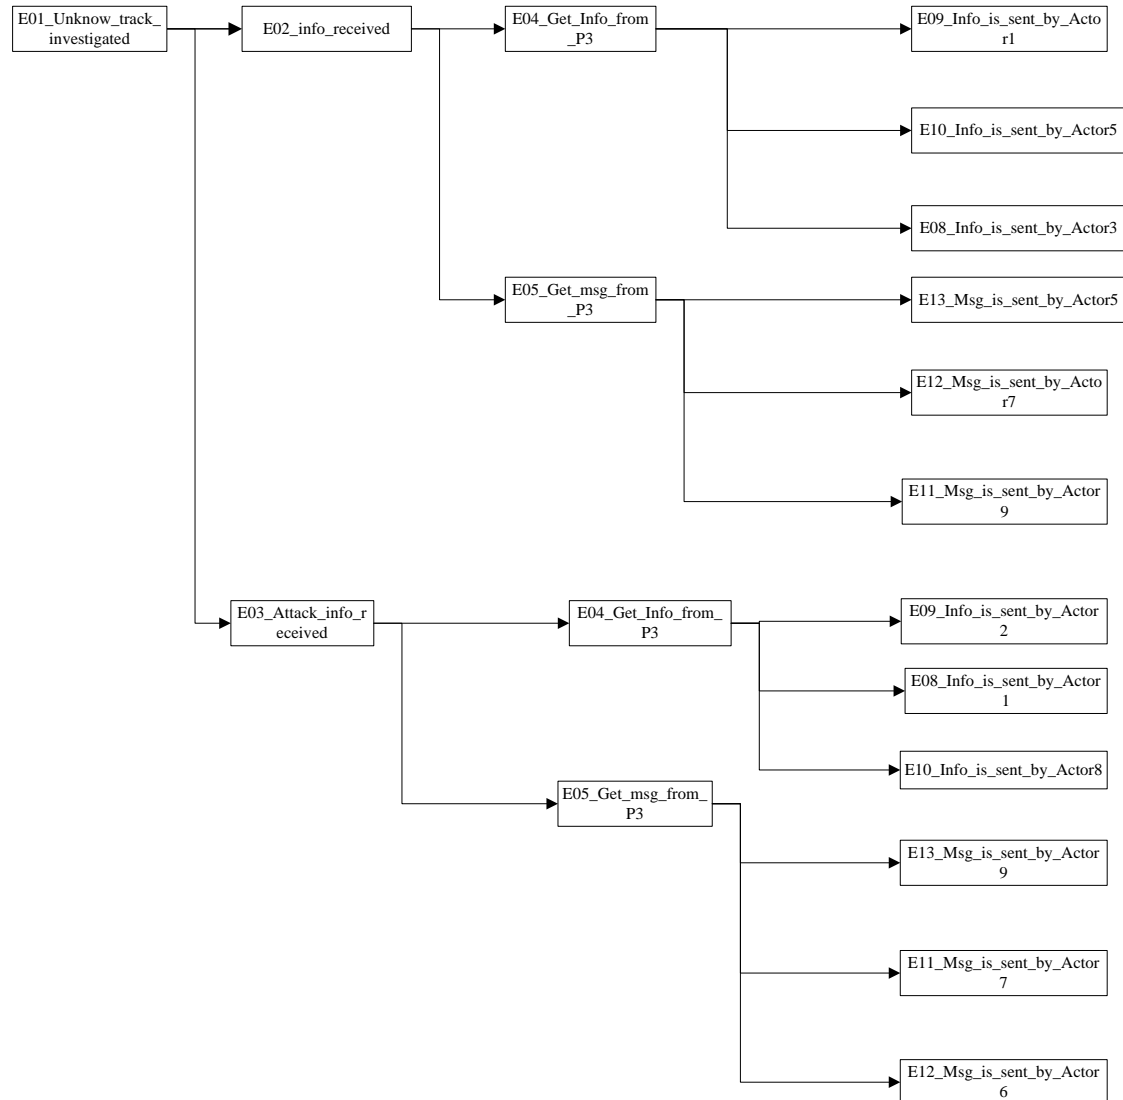 E01_Unknow_track_
investigated
E02_info_received
E04_Get_Info_from
_P3
E09_Info_is_sent_by_Acto
r1
E10_Info_is_sent_by_Actor5
E08_Info_is_sent_by_Actor3
E05_Get_msg_from
_P3
E13_Msg_is_sent_by_Actor5
E12_Msg_is_sent_by_Acto
r7
E11_Msg_is_sent_by_Actor
9
E03_Attack_info_r
eceived
E04_Get_Info_from_
P3
E09_Info_is_sent_by_Actor
2
E08_Info_is_sent_by_Actor
1
E10_Info_is_sent_by_Actor8
E05_Get_msg_from_
P3
E13_Msg_is_sent_by_Actor
9
E11_Msg_is_sent_by_Actor
7
E12_Msg_is_sent_by_Actor
6